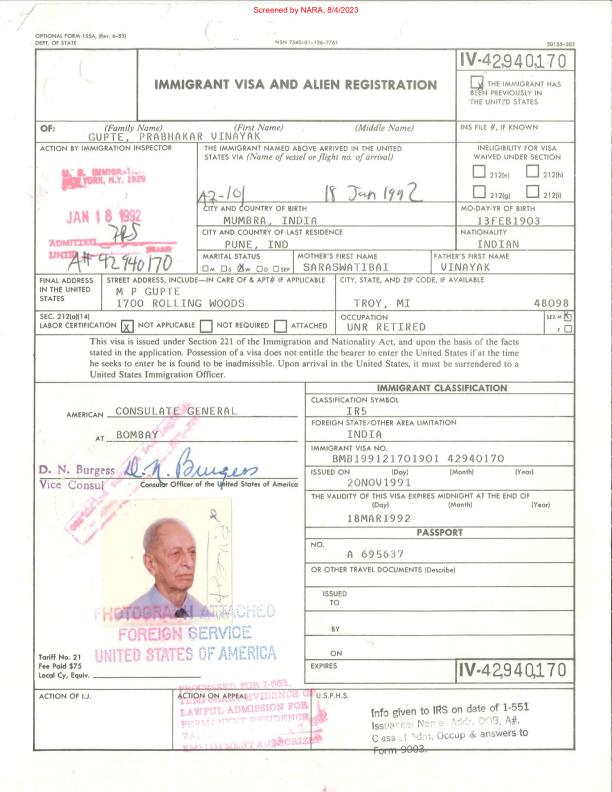 Screened by NARA, 8/4/2023
OPTIONAL FORM 155A, (Rev. 6-85)
DEPT. OF STATE
NSN 7540-01-126-7761
50155-303
IMMIGRANT VISA AND ALIEN REGISTRATION
IV-42,940,170
X THE IMMIGRANT HAS
BEEN PREVIOUSLY IN
THE UNITED STATES
OF: (Family Name) (First Name) (Middle Name)
GUPTE, PRABHAKAR VINAYAK
INS FILE #, IF KNOWN
ACTION BY IMMIGRATION INSPECTOR
U. S. IMMIGRATION
NEW YORK, N.Y. 1929
JAN 18 1992
ADMITTED
UNTIL
A# 42940170
THE IMMIGRANT NAMED ABOVE ARRIVED IN THE UNITED
STATES VIA (Name of vessel or flight no. of arrival)
AI-101 18 Jan 1992
INELIGIBILITY FOR VISA
WAIVED UNDER SECTION
212(e) 212(h)
212(g) 212(i)
CITY AND COUNTRY OF BIRTH
MUMBRA, INDIA
MO-DAY-YR OF BIRTH
13FEB1903
CITY AND COUNTRY OF LAST RESIDENCE
PUNE, IND
NATIONALITY
INDIAN
MARITAL STATUS
M S W D SEP
MOTHER'S FIRST NAME
SARASWATIBAI
FATHER'S FIRST NAME
VINAYAK
FINAL ADDRESS
IN THE UNITED
STATES
STREET ADDRESS, INCLUDE—IN CARE OF & APT# IF APPLICABLE
M P GUPTE
1700 ROLLING WOODS
CITY, STATE, AND ZIP CODE, IF AVAILABLE
TROY, MI 48098
SEC. 212(a)(14)
LABOR CERTIFICATION X NOT APPLICABLE NOT REQUIRED ATTACHED
OCCUPATION
UNR RETIRED
SEX M X
F
This visa is issued under Section 221 of the Immigration and Nationality Act, and upon the basis of the facts
stated in the application. Possession of a visa does not entitle the bearer to enter the United States if at the time
he seeks to enter he is found to be inadmissible. Upon arrival in the United States, it must be surrendered to a
United States Immigration Officer.
AMERICAN CONSULATE GENERAL
AT BOMBAY
D. N. Burgess D. N. Burgess
Vice Consul Consular Officer of the United States of America
IMMIGRANT CLASSIFICATION
CLASSIFICATION SYMBOL
IR5
FOREIGN STATE/OTHER AREA LIMITATION
INDIA
IMMIGRANT VISA NO.
BMB199121701901 42940170
ISSUED ON (Day) (Month) (Year)
20NOV1991
THE VALIDITY OF THIS VISA EXPIRES MIDNIGHT AT THE END OF
(Day) (Month) (Year)
18MAR1992
PASSPORT
NO.
A 695637
OR OTHER TRAVEL DOCUMENTS (Describe)
ISSUED
TO
BY
ON
EXPIRES
IV-42,940,170
PHOTOGRAPH ATTACHED
FOREIGN SERVICE
UNITED STATES OF AMERICA
Tariff No. 21
Fee Paid $75
Local Cy, Equiv.
ACTION OF I.J.
ACTION ON APPEAL
PROCESSED FOR I-551.
TEMPORARY EVIDENCE OF
LAWFUL ADMISSION FOR
PERMANENT RESIDENCE
EMPLOYMENT AUTHORIZED
U.S.P.H.S.
Info given to IRS on date of I-551
Issuance: Name, Addr, DOB, A#,
Class of Adm, Occup & answers to
Form 9003.